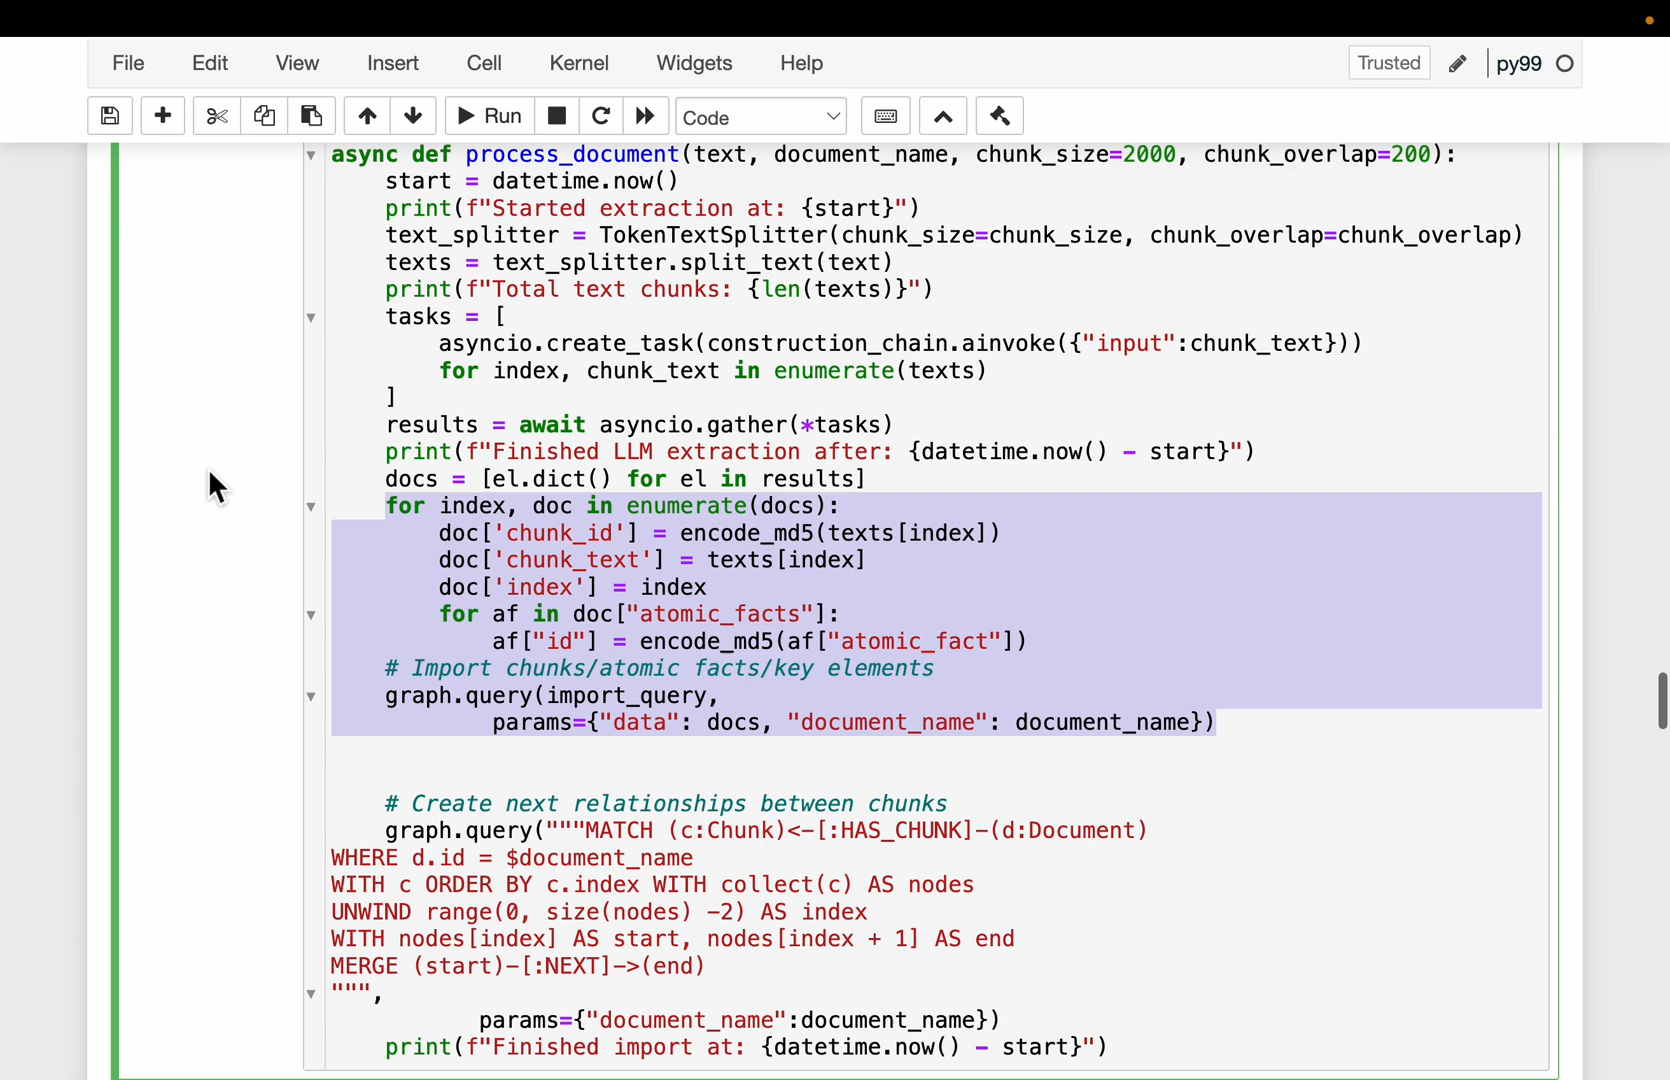 File Edit View Insert Cell Kernel Widgets Help Trusted py99
Run Code
async def process_document(text, document_name, chunk_size=2000, chunk_overlap=200):
    start = datetime.now()
    print(f"Started extraction at: {start}")
    text_splitter = TokenTextSplitter(chunk_size=chunk_size, chunk_overlap=chunk_overlap)
    texts = text_splitter.split_text(text)
    print(f"Total text chunks: {len(texts)}")
    tasks = [
        asyncio.create_task(construction_chain.ainvoke({"input":chunk_text}))
        for index, chunk_text in enumerate(texts)
    ]
    results = await asyncio.gather(*tasks)
    print(f"Finished LLM extraction after: {datetime.now() - start}")
    docs = [el.dict() for el in results]
    for index, doc in enumerate(docs):
        doc['chunk_id'] = encode_md5(texts[index])
        doc['chunk_text'] = texts[index]
        doc['index'] = index
        for af in doc["atomic_facts"]:
            af["id"] = encode_md5(af["atomic_fact"])
    # Import chunks/atomic facts/key elements
    graph.query(import_query,
            params={"data": docs, "document_name": document_name})
    # Create next relationships between chunks
    graph.query("""MATCH (c:Chunk)<-[:HAS_CHUNK]-(d:Document)
WHERE d.id = $document_name
WITH c ORDER BY c.index WITH collect(c) AS nodes
UNWIND range(0, size(nodes) -2) AS index
WITH nodes[index] AS start, nodes[index + 1] AS end
MERGE (start)-[:NEXT]->(end)
""",
           params={"document_name":document_name})
    print(f"Finished import at: {datetime.now() - start}")